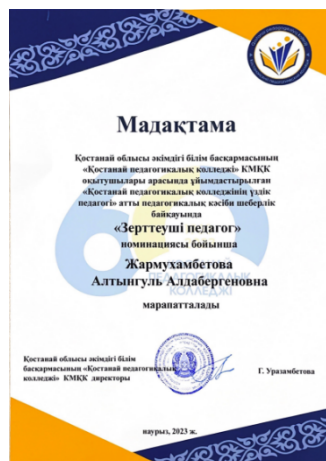 Мадақтама
Қостанай облысы әкімдігі білім басқармасының
«Қостанай педагогикалық колледжі» КМҚК
оқытушылары арасында ұйымдастырылған
«Қостанай педагогикалық колледжінің үздік
педагогі» атты педагогикалық кәсіби шеберлік
байқауында
«Зерттеуші педагог»
номинациясы бойынша
Жармухамбетова
Алтынгуль Алдабергеновна
ПЕДАГОГИКАЛЫҚ
КОЛЛЕДЖІ
марапатталады
Қостанай облысы әкімдігі білім
басқармасының «Қостанай педагогикалық
колледжі» КМҚК директоры
Г. Уразамбетова
наурыз, 2023 ж.